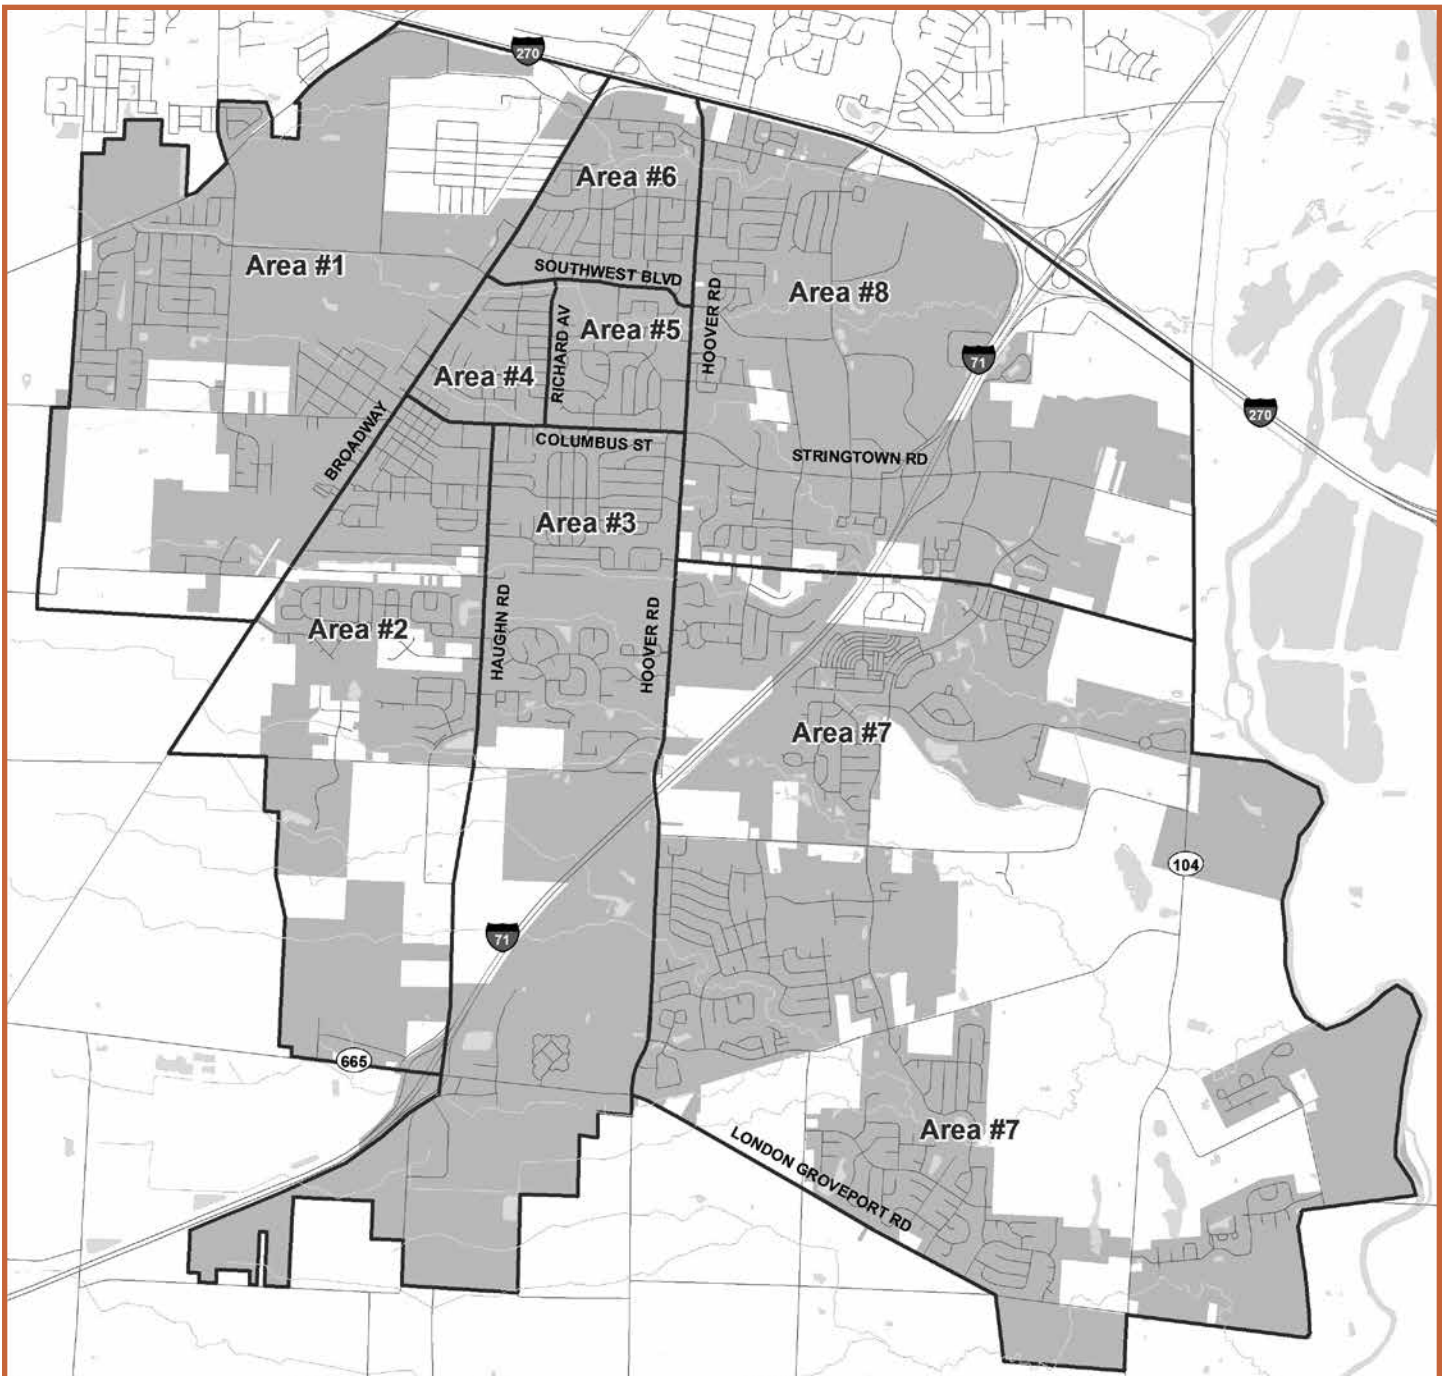 270
Area #6
Area #1
SOUTHWEST BLVD
HOOVER RD
Area #8
RICHARD AV
Area #5
71
Area #4
270
BROADWAY
COLUMBUS ST
STRINGTOWN RD
Area #3
HAUGHN RD
HOOVER RD
Area #2
Area #7
104
71
665
Area #7
LONDON GROVEPORT RD